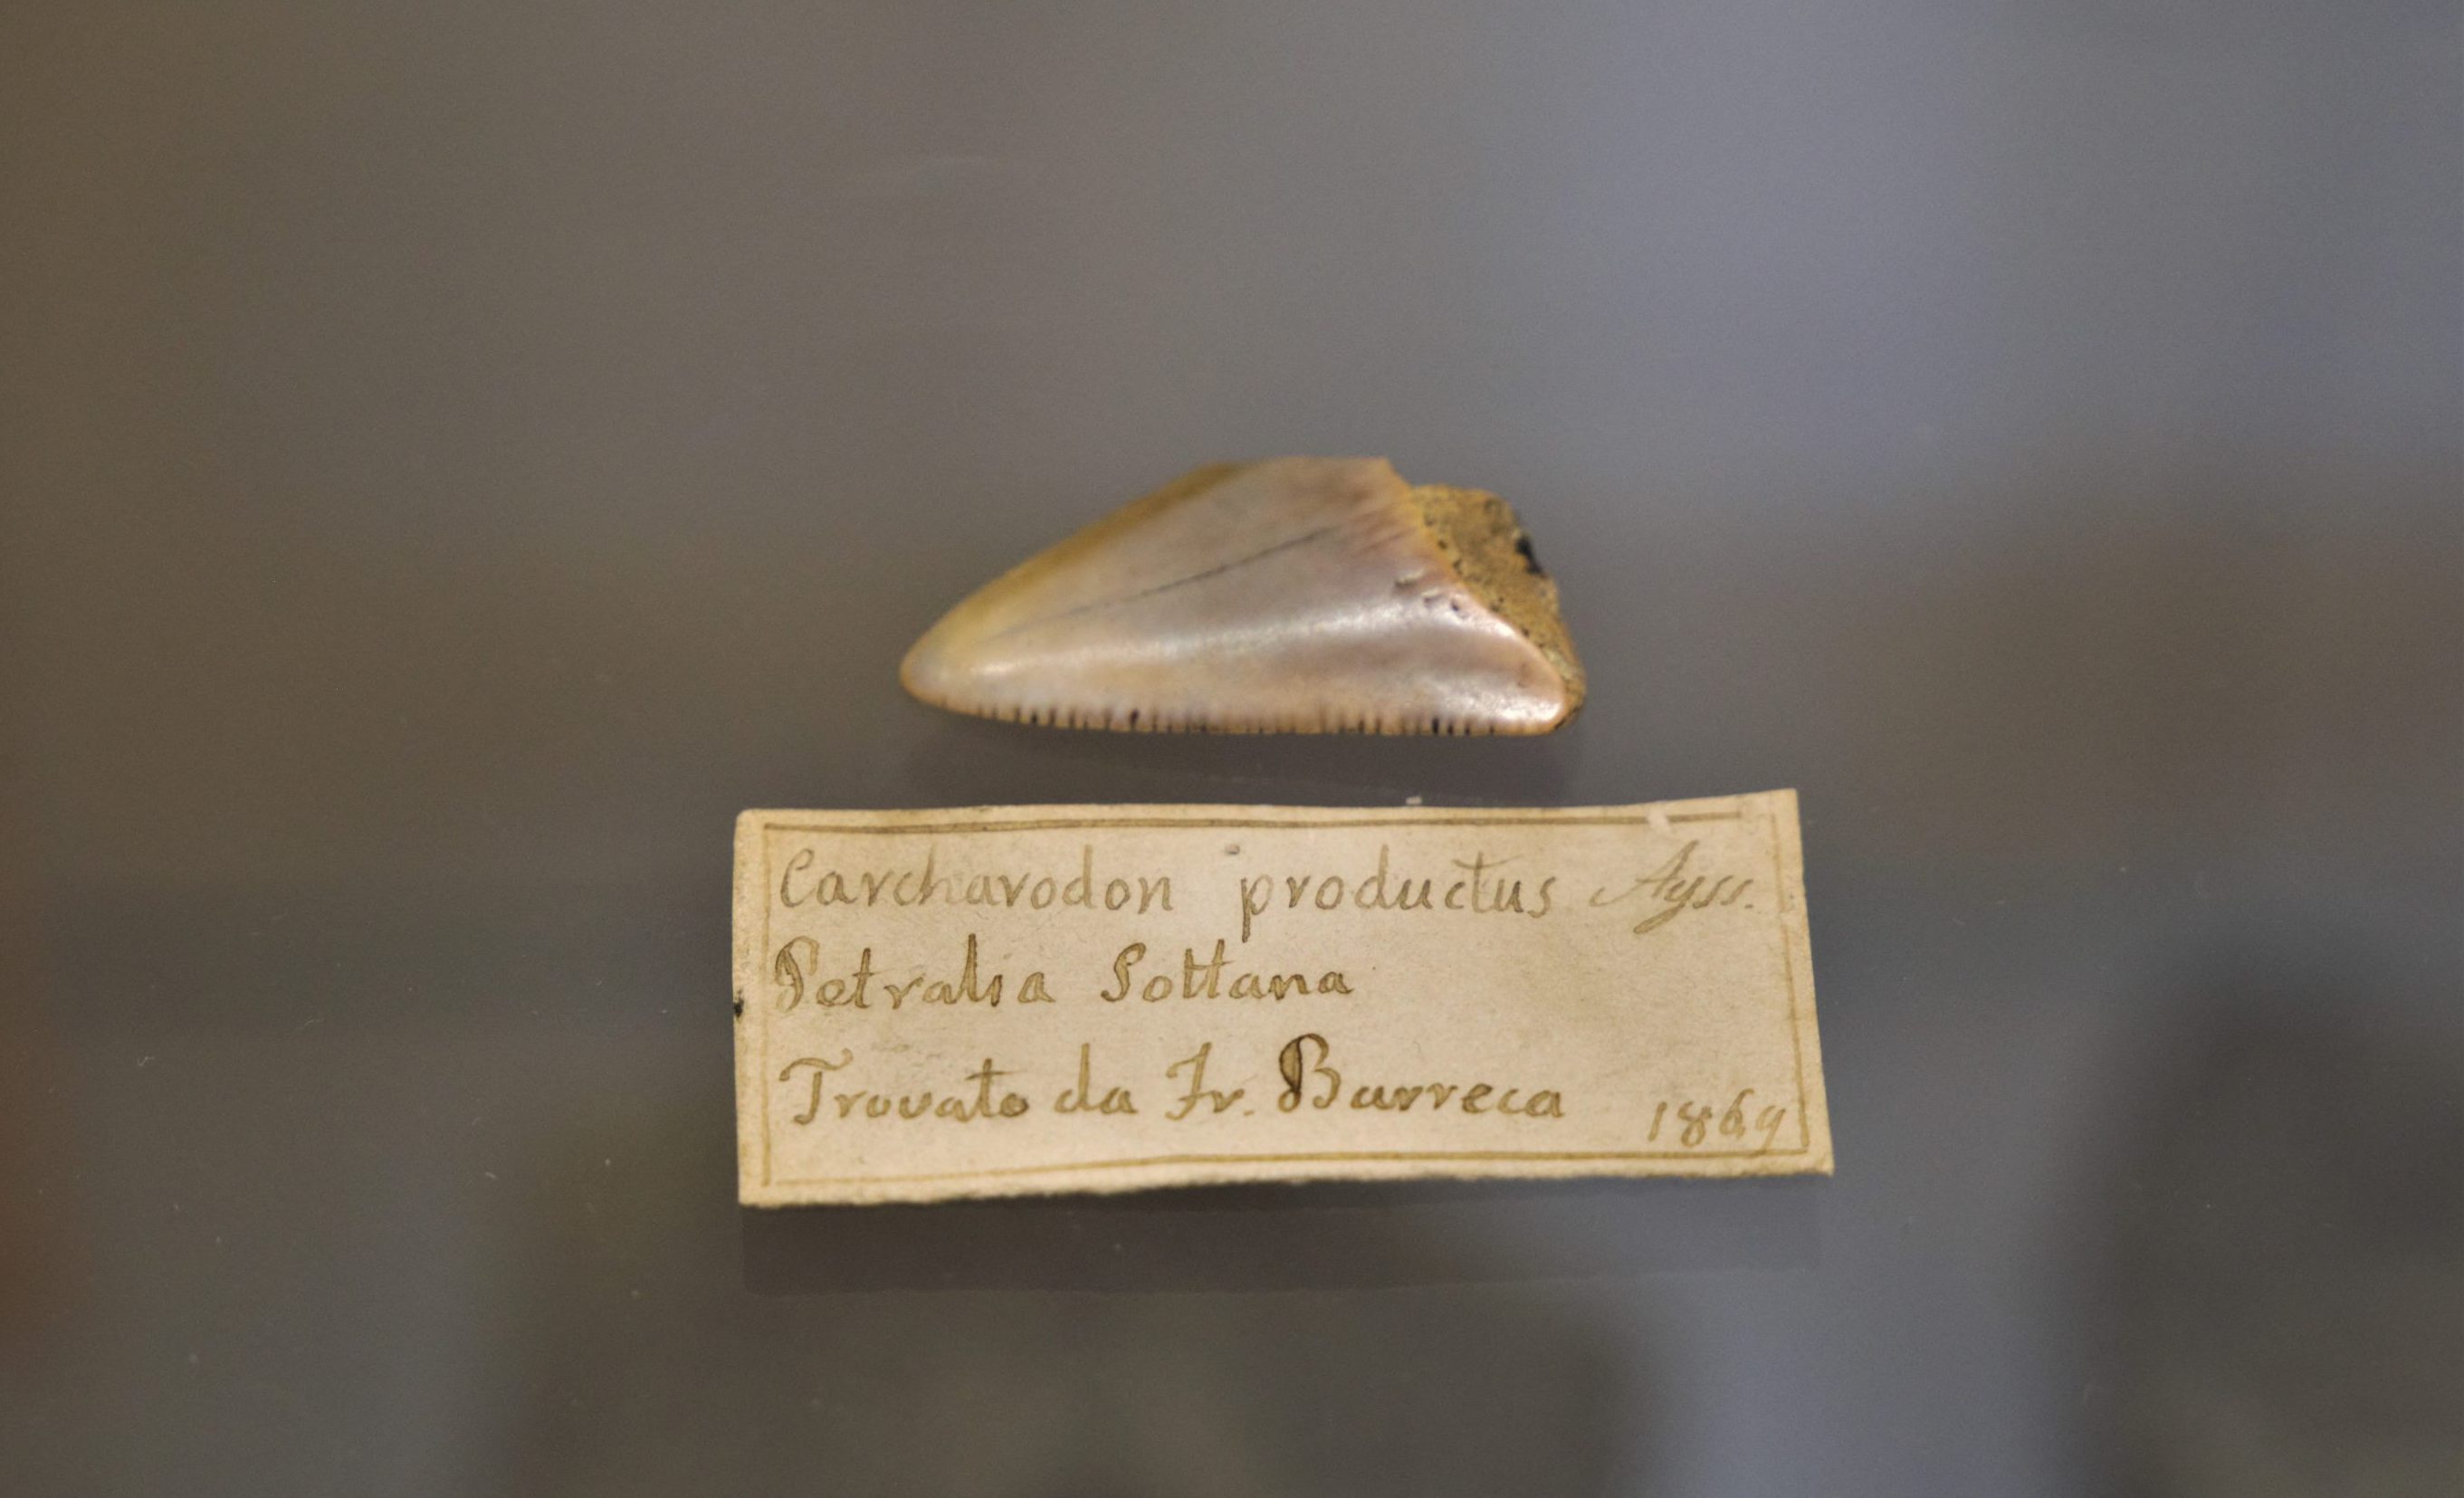 Carcharodon productus Agss.
Petralia Sottana
Trovato da Fr. Barreca 1869